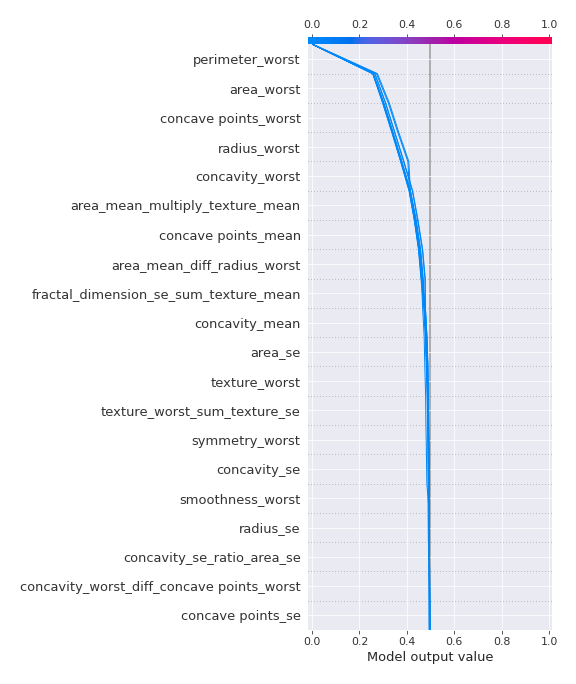 0.0 0.2 0.4 0.6 0.8 1.0
perimeter_worst
area_worst
concave points_worst
radius_worst
concavity_worst
area_mean_multiply_texture_mean
concave points_mean
area_mean_diff_radius_worst
fractal_dimension_se_sum_texture_mean
concavity_mean
area_se
texture_worst
texture_worst_sum_texture_se
symmetry_worst
concavity_se
smoothness_worst
radius_se
concavity_se_ratio_area_se
concavity_worst_diff_concave points_worst
concave points_se
0.0 0.2 0.4 0.6 0.8 1.0
Model output value